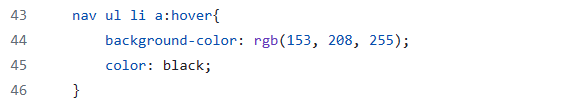 43 nav ul li a:hover{
44 background-color: rgb(153, 208, 255);
45 color: black;
46 }